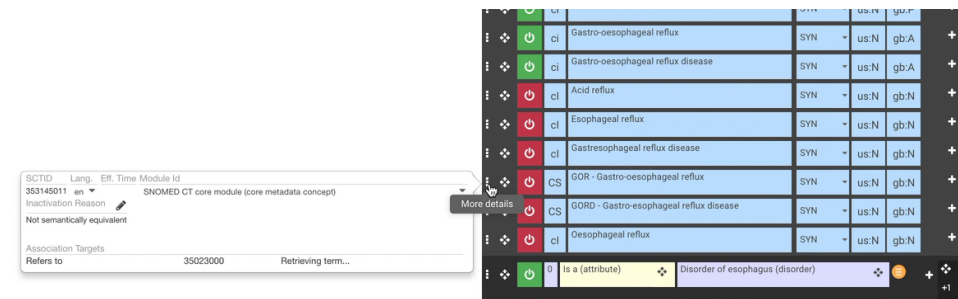 SYN us:N gb:P
ci Gastro-oesophageal reflux SYN us:N gb:A
ci Gastro-oesophageal reflux disease SYN us:N gb:A
cI Acid reflux SYN us:N gb:N
cI Esophageal reflux SYN us:N gb:N
cI Gastresophageal reflux disease SYN us:N gb:N
CS GOR - Gastro-esophageal reflux SYN us:N gb:N
CS GORD - Gastro-esophageal reflux disease SYN us:N gb:N
cI Oesophageal reflux SYN us:N gb:N
0 Is a (attribute) Disorder of esophagus (disorder) +1
More details
SCTID Lang. Eff. Time Module Id
353145011 en SNOMED CT core module (core metadata concept)
Inactivation Reason
Not semantically equivalent
Association Targets
Refers to 35023000 Retrieving term...